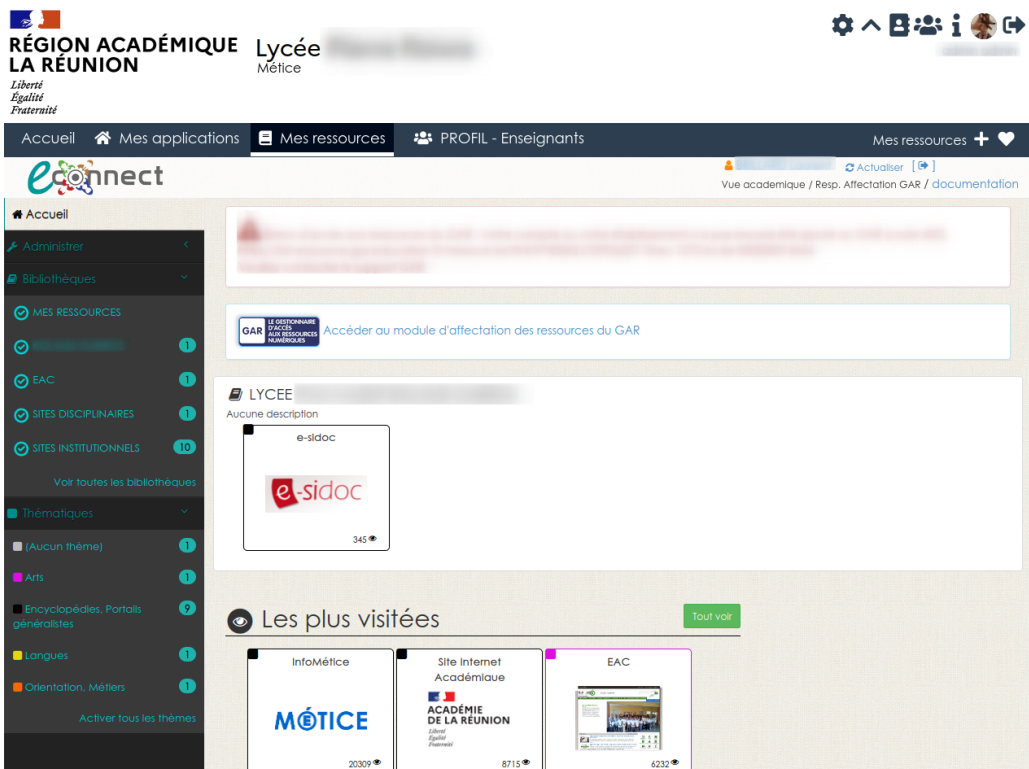 RÉGION ACADÉMIQUE
LA RÉUNION
Liberté
Égalité
Fraternité
Lycée
Métice
Accueil Mes applications Mes ressources PROFIL - Enseignants Mes ressources
éconnect
Actualiser
Vue academique / Resp. Affectation GAR / documentation
Accueil
Administrer
Bibliothèques
MES RESSOURCES
1
EAC 1
SITES DISCIPLINAIRES 1
SITES INSTITUTIONNELS 10
Voir toutes les bibliothèques
Thématiques
(Aucun thème) 1
Arts 1
Encyclopédies, Portails 9
généralistes
Langues 1
Orientation, Métiers 1
Activer tous les thèmes
GAR
LE GESTIONNAIRE
D'ACCÈS
AUX RESSOURCES
NUMÉRIQUES
Accéder au module d'affectation des ressources du GAR
LYCEE
Aucune description
e-sidoc
e-sidoc
345
Les plus visitées
Tout voir
InfoMétice
MÉTICE
20309
Site Internet
Académique
ACADÉMIE
DE LA RÉUNION
Liberté
Égalité
Fraternité
8715
EAC
6232